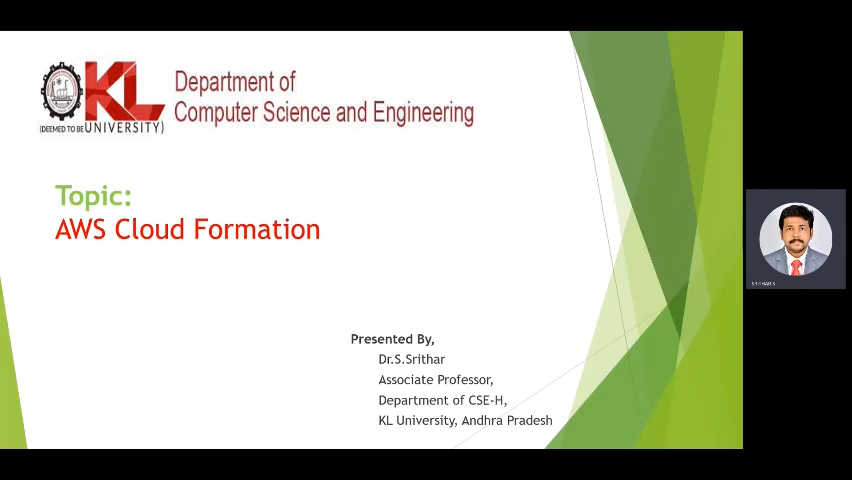 KL
(DEEMED TO BE UNIVERSITY)
Department of
Computer Science and Engineering
Topic:
AWS Cloud Formation
Presented By,
Dr.S.Srithar
Associate Professor,
Department of CSE-H,
KL University, Andhra Pradesh